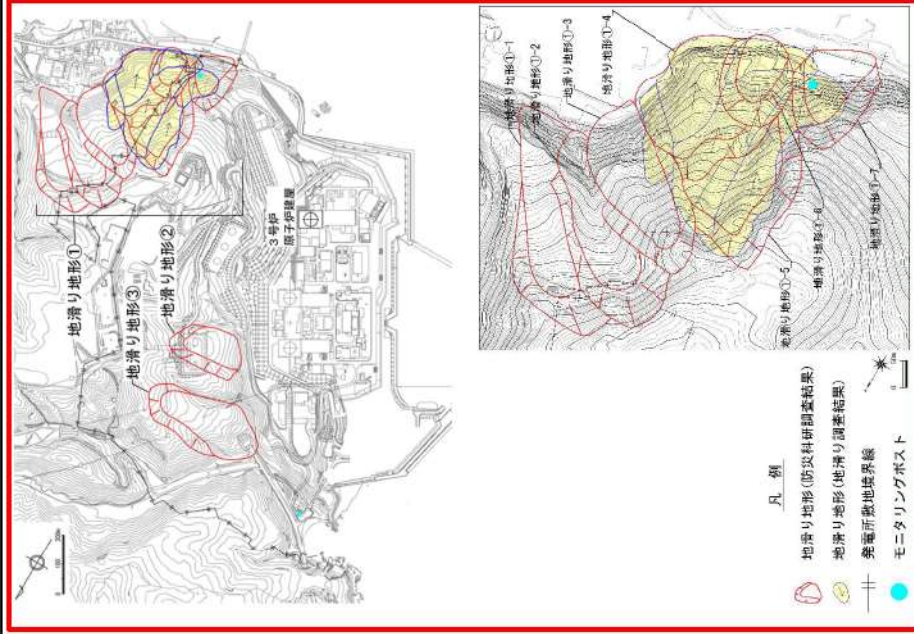 地滑り地形①
地滑り地形③
地滑り地形②
3号炉
原子炉建屋
地滑り地形①-1
地滑り地形①-2
地滑り地形①-3
地滑り地形①-4
地滑り地形①-5
地滑り地形①-6
地滑り地形①-7
凡 例
地滑り地形(防災科研調査結果)
地滑り地形(地滑り調査結果)
発電所敷地境界線
モニタリングポスト